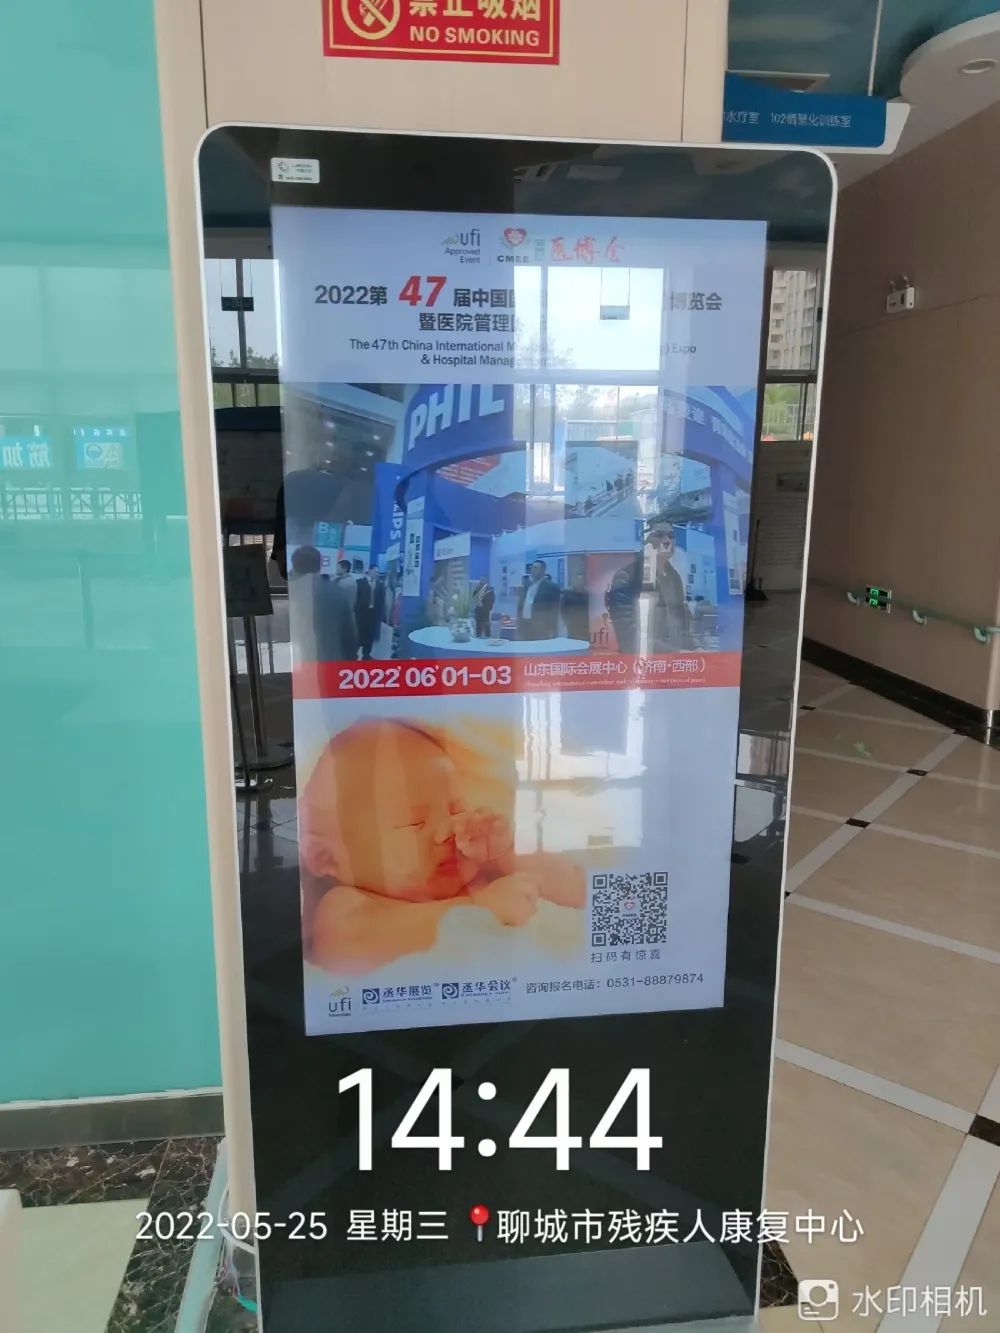 禁止吸烟
NO SMOKING
水疗室 102情景化训练室
ufi
Approved
Event
CMEE
医博会
2022第 47 届中国国 博览会
暨医院管理
The 47th China International Expo
& Hospital
PHIL
2022' 06' 01-03 山东国际会展中心（济南·西部）
ufi
扫码有惊喜
ufi
Member
丞华展览 丞华会议
咨询报名电话：0531-88879874
14:44
2022-05-25 星期三 聊城市残疾人康复中心
水印相机